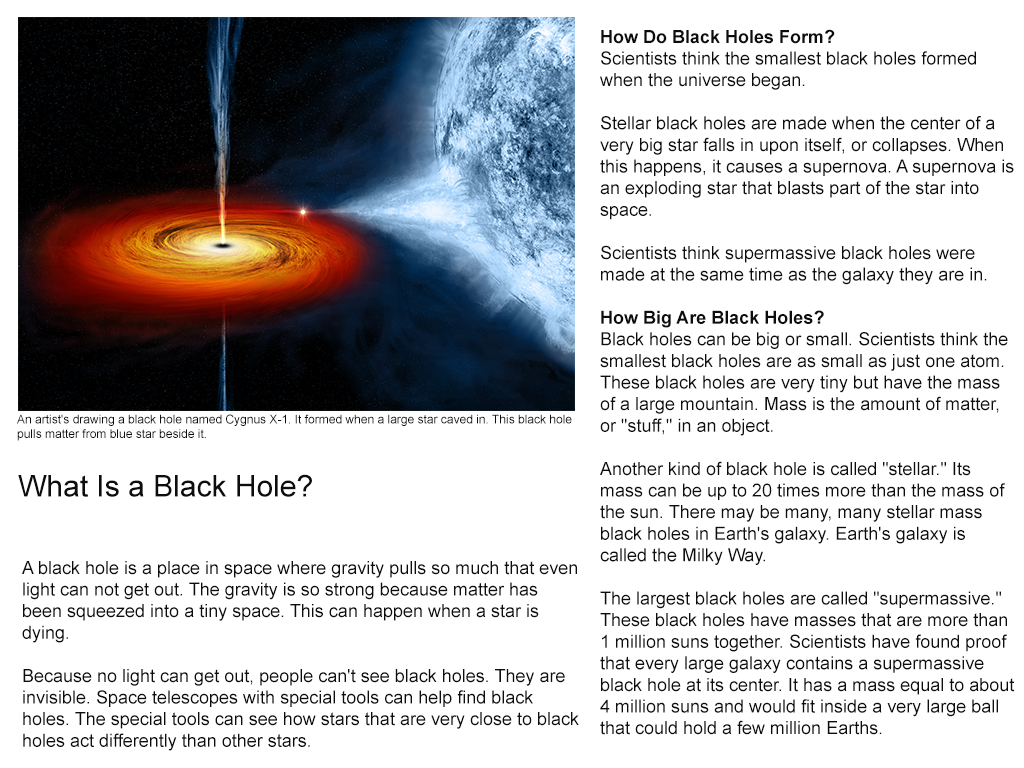 An artist's drawing a black hole named Cygnus X-1. It formed when a large star caved in. This black hole
pulls matter from blue star beside it.
What Is a Black Hole?
A black hole is a place in space where gravity pulls so much that even
light can not get out. The gravity is so strong because matter has
been squeezed into a tiny space. This can happen when a star is
dying.
Because no light can get out, people can't see black holes. They are
invisible. Space telescopes with special tools can help find black
holes. The special tools can see how stars that are very close to black
holes act differently than other stars.
How Do Black Holes Form?
Scientists think the smallest black holes formed
when the universe began.
Stellar black holes are made when the center of a
very big star falls in upon itself, or collapses. When
this happens, it causes a supernova. A supernova is
an exploding star that blasts part of the star into
space.
Scientists think supermassive black holes were
made at the same time as the galaxy they are in.
How Big Are Black Holes?
Black holes can be big or small. Scientists think the
smallest black holes are as small as just one atom.
These black holes are very tiny but have the mass
of a large mountain. Mass is the amount of matter,
or "stuff," in an object.
Another kind of black hole is called "stellar." Its
mass can be up to 20 times more than the mass of
the sun. There may be many, many stellar mass
black holes in Earth's galaxy. Earth's galaxy is
called the Milky Way.
The largest black holes are called "supermassive."
These black holes have masses that are more than
1 million suns together. Scientists have found proof
that every large galaxy contains a supermassive
black hole at its center. It has a mass equal to about
4 million suns and would fit inside a very large ball
that could hold a few million Earths.